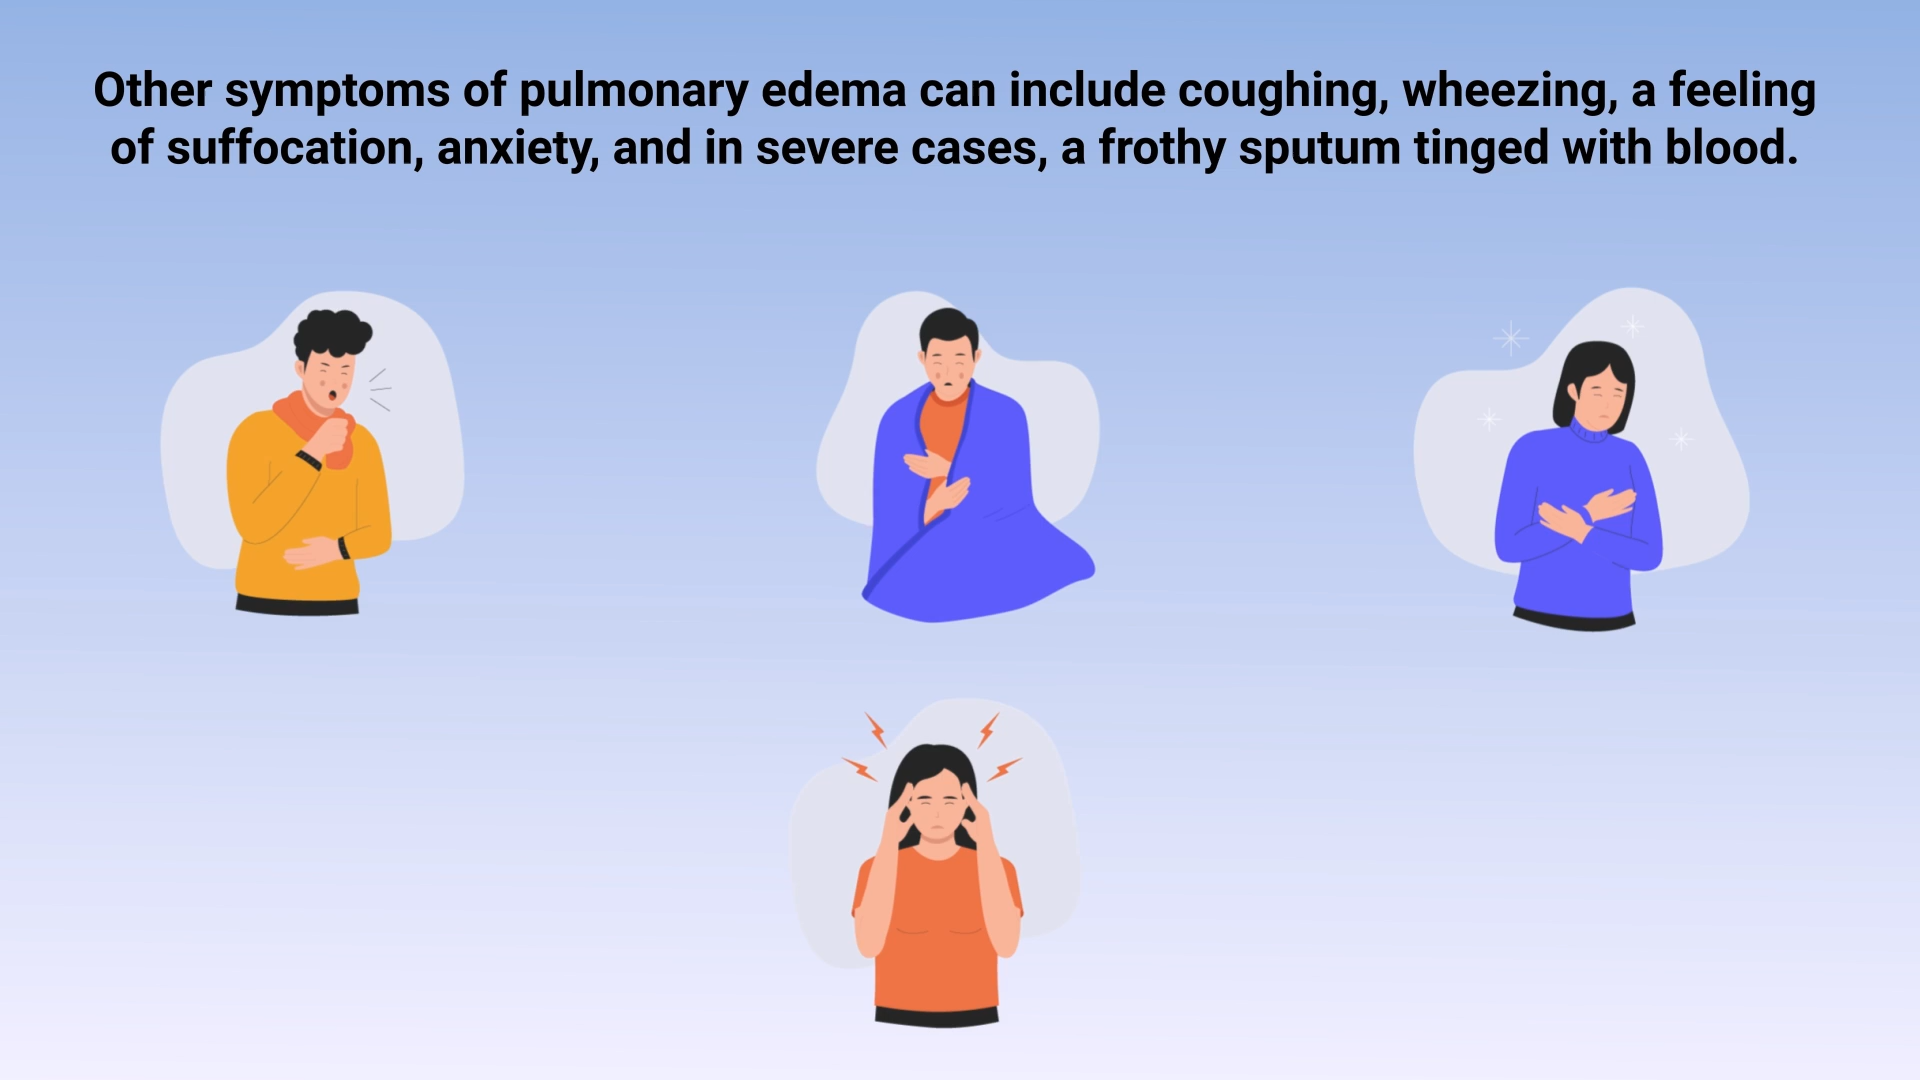 Other symptoms of pulmonary edema can include coughing, wheezing, a feeling
of suffocation, anxiety, and in severe cases, a frothy sputum tinged with blood.